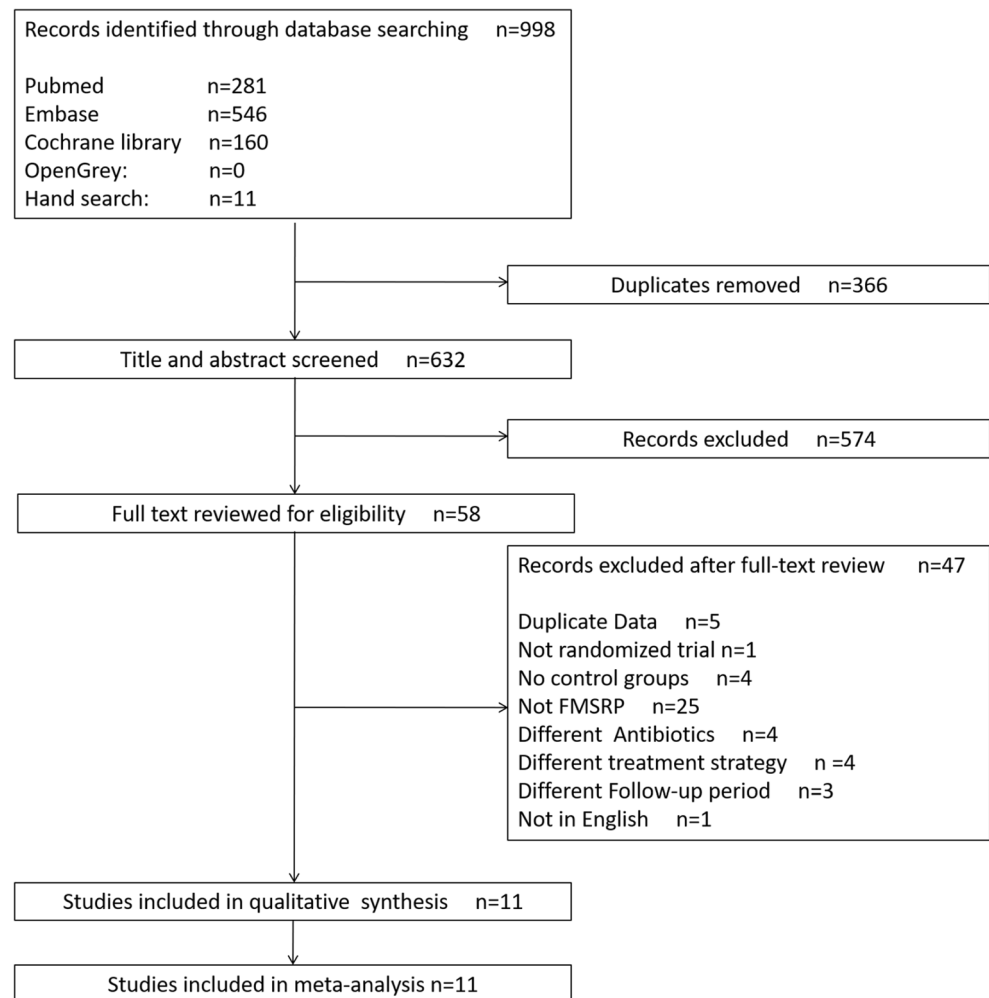 Records identified through database searching n=998
Pubmed n=281
Embase n=546
Cochrane library n=160
OpenGrey: n=0
Hand search: n=11
Duplicates removed n=366
Title and abstract screened n=632
Records excluded n=574
Full text reviewed for eligibility n=58
Records excluded after full-text review n=47
Duplicate Data n=5
Not randomized trial n=1
No control groups n=4
Not FMSRP n=25
Different Antibiotics n=4
Different treatment strategy n =4
Different Follow-up period n=3
Not in English n=1
Studies included in qualitative synthesis n=11
Studies included in meta-analysis n=11